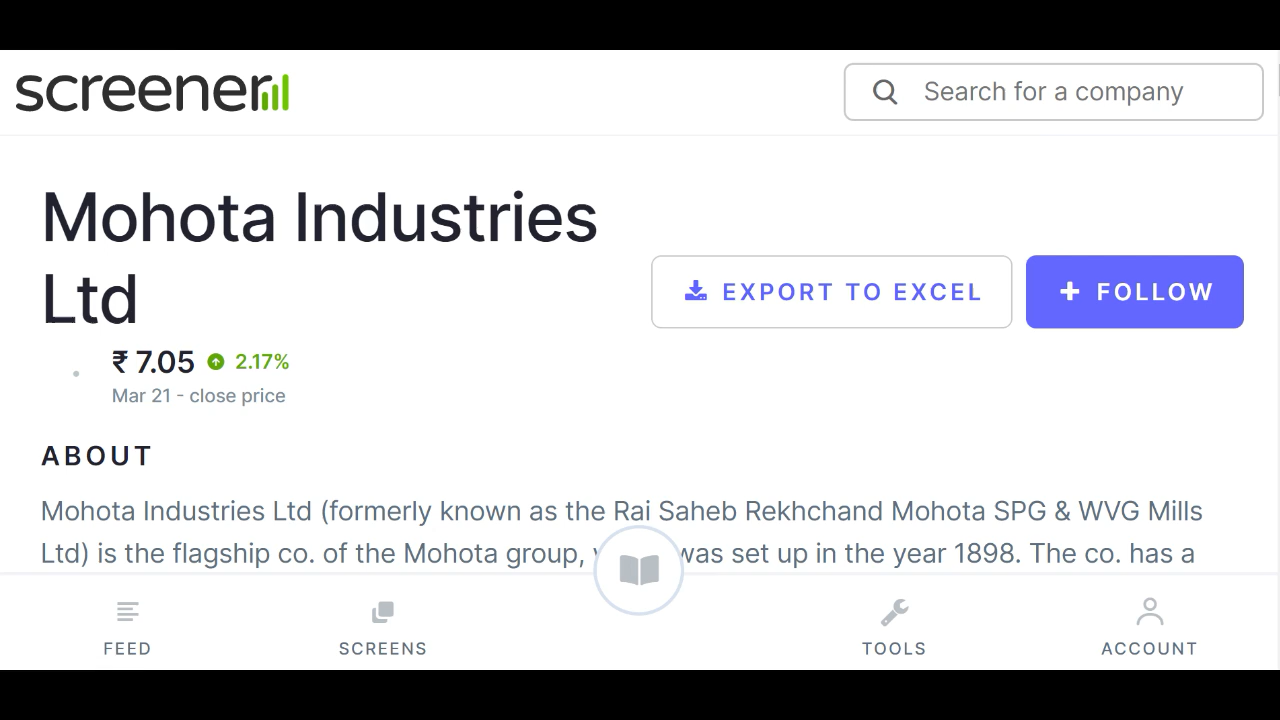 screener
Search for a company
Mohota Industries
Ltd
EXPORT TO EXCEL
FOLLOW
₹ 7.05 2.17%
Mar 21 - close price
ABOUT
Mohota Industries Ltd (formerly known as the Rai Saheb Rekhchand Mohota SPG & WVG Mills
Ltd) is the flagship co. of the Mohota group, was set up in the year 1898. The co. has a
FEED
SCREENS
TOOLS
ACCOUNT